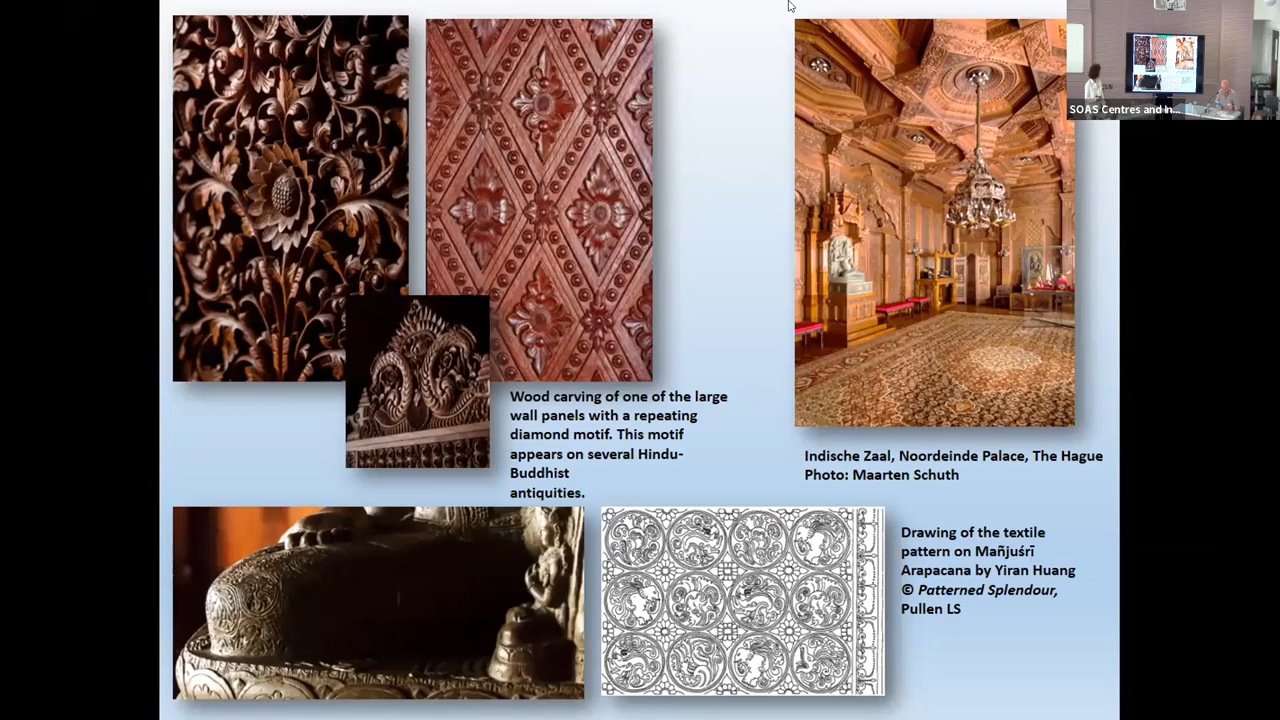 SOAS Centres and In...
Wood carving of one of the large
wall panels with a repeating
diamond motif. This motif
appears on several Hindu-
Buddhist
antiquities.
Indische Zaal, Noordeinde Palace, The Hague
Photo: Maarten Schuth
Drawing of the textile
pattern on Mañjuśrī
Arapacana by Yiran Huang
© Patterned Splendour,
Pullen LS